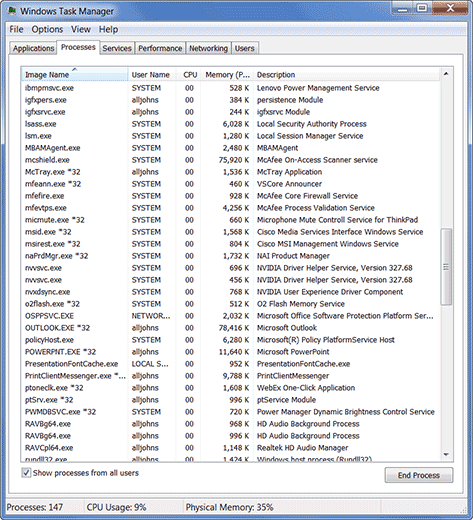 Windows Task Manager
File Options View Help
Applications Processes Services Performance Networking Users
Image Name User Name CPU Memory (P... Description
ibmpmsvc.exe SYSTEM 00 528 K Lenovo Power Management Service
igfxpers.exe alljohns 00 384 K persistence Module
igfxsrvc.exe alljohns 00 244 K igfxsrvc Module
lsass.exe SYSTEM 00 6,028 K Local Security Authority Process
lsm.exe SYSTEM 00 1,280 K Local Session Manager Service
MBAMAgent.exe SYSTEM 00 2,480 K MBAMAgent
mcshield.exe SYSTEM 00 75,920 K McAfee On-Access Scanner service
McTray.exe *32 alljohns 00 1,536 K McTray Application
mfeann.exe SYSTEM 00 460 K VSCore Announcer
mfefire.exe SYSTEM 00 928 K McAfee Core Firewall Service
mfevtps.exe SYSTEM 00 4,256 K McAfee Process Validation Service
micmute.exe *32 SYSTEM 00 660 K Microphone Mute Controll Service for ThinkPad
msid.exe *32 SYSTEM 00 1,568 K Cisco Media Services Interface Windows Service
msirest.exe *32 SYSTEM 00 804 K Cisco MSI Management Windows Service
naPrdMgr.exe *32 SYSTEM 00 1,732 K NAI Product Manager
nvvsvc.exe SYSTEM 00 696 K NVIDIA Driver Helper Service, Version 327.68
nvvsvc.exe SYSTEM 00 456 K NVIDIA Driver Helper Service, Version 327.68
nvxdsync.exe SYSTEM 00 768 K NVIDIA User Experience Driver Component
o2flash.exe *32 SYSTEM 00 512 K O2 Flash Memory Service
OSPPSVC.EXE NETWOR... 00 2,032 K Microsoft Office Software Protection Platform Ser...
OUTLOOK.EXE *32 alljohns 00 78,416 K Microsoft Outlook
policyHost.exe SYSTEM 00 6,280 K Microsoft(R) Policy PlatformService Host
POWERPNT.EXE *32 alljohns 00 11,640 K Microsoft PowerPoint
PresentationFontCache.exe LOCAL S... 00 952 K PresentationFontCache.exe
PrintClientMessenger.exe *... alljohns 00 9,788 K PrintClientMessenger
ptoneclk.exe *32 alljohns 00 1,608 K WebEx One-Click Application
ptSrv.exe *32 alljohns 00 996 K ptService Module
PWMDBSVC.exe *32 SYSTEM 00 720 K Power Manager Dynamic Brightness Control Service
RAVBg64.exe alljohns 00 968 K HD Audio Background Process
RAVBg64.exe alljohns 00 996 K HD Audio Background Process
RAVCpl64.exe alljohns 00 1,148 K Realtek HD Audio Manager
rundll32.exe alljohns 00 1,424 K Windows host process (Rundll32)
Show processes from all users End Process
Processes: 147 CPU Usage: 9% Physical Memory: 35%